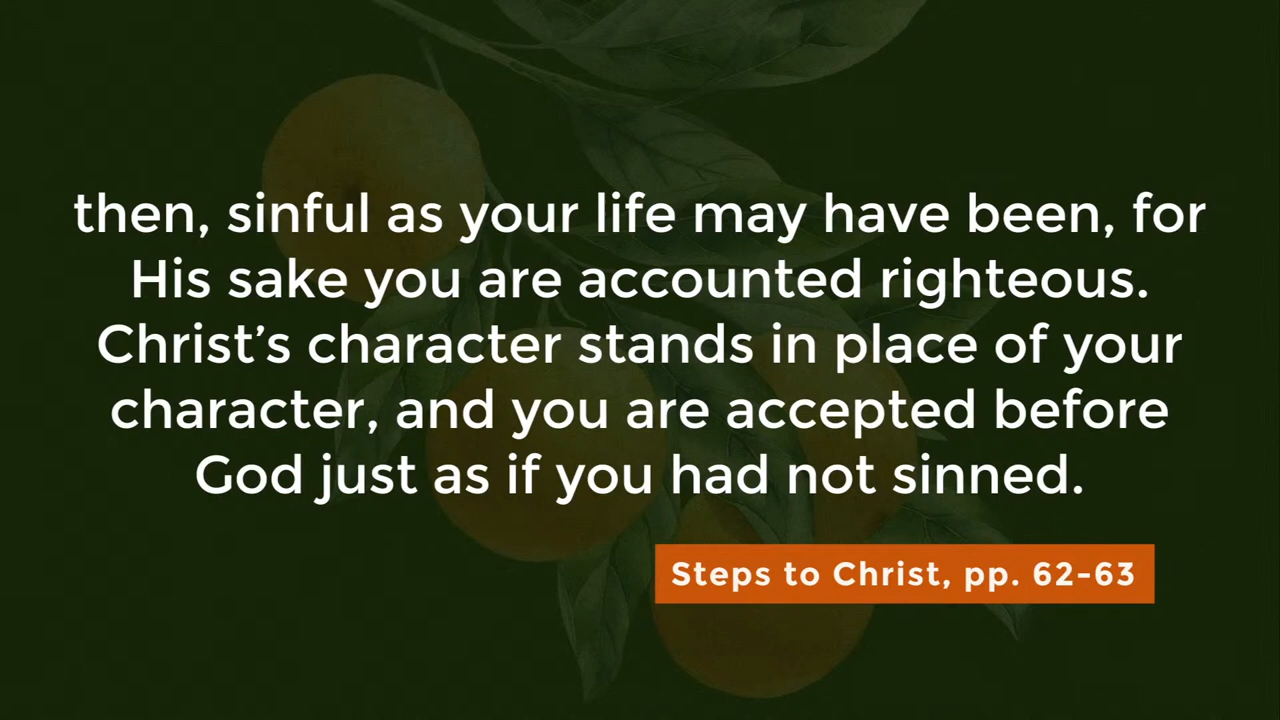 then, sinful as your life may have been, for
His sake you are accounted righteous.
Christ’s character stands in place of your
character, and you are accepted before
God just as if you had not sinned.
Steps to Christ, pp. 62-63